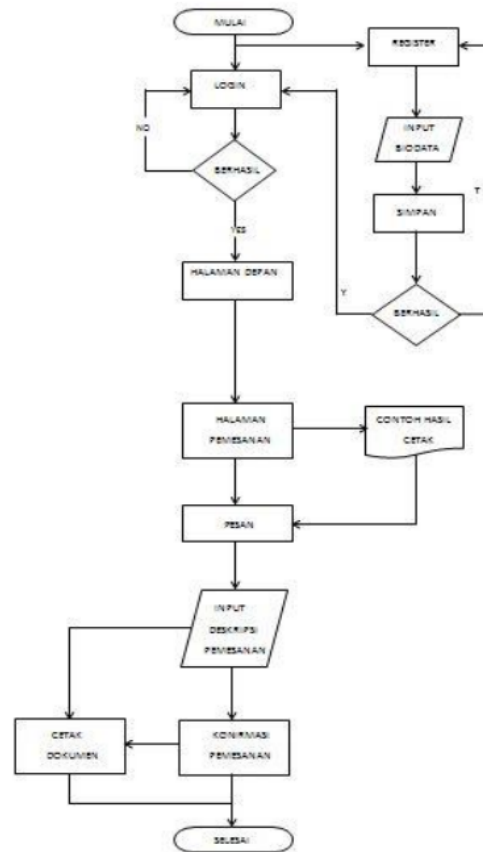 MULAI
REGISTER
LOGIN
INPUT
BIODATA
NO
BERHASIL
SIMPAN
T
YES
HALAMAN DEPAN
Y
BERHASIL
HALAMAN
PEMESANAN
CONTOH HASIL
CETAK
PESAN
INPUT
DESKRIPSI
PEMESANAN
CETAK
DOKUMEN
KONIRMASI
PEMESANAN
SELESAI